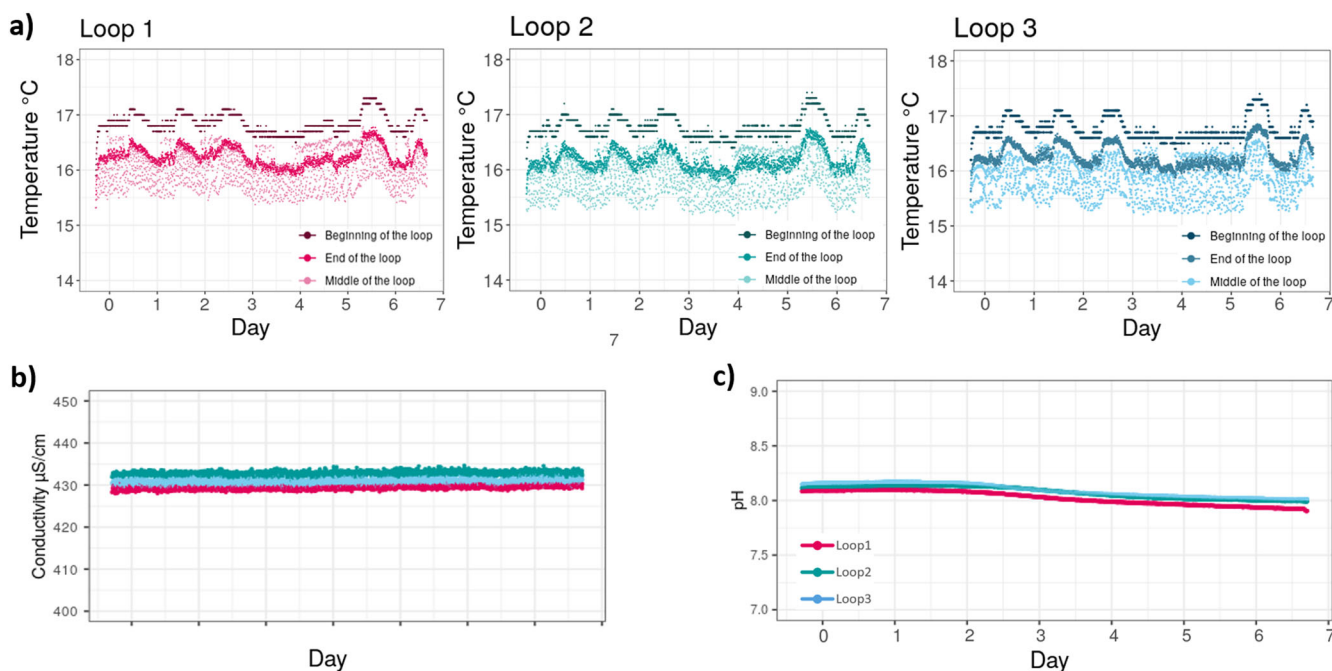 a)
Loop 1
Temperature °C
18
17
16
15
14
Beginning of the loop
End of the loop
Middle of the loop
0 1 2 3 4 5 6 7
Day
Loop 2
Temperature °C
18
17
16
15
14
Beginning of the loop
End of the loop
Middle of the loop
0 1 2 3 4 5 6 7
Day
7
Loop 3
Temperature °C
18
17
16
15
14
Beginning of the loop
End of the loop
Middle of the loop
0 1 2 3 4 5 6 7
Day
b)
Conductivity µS/cm
450
440
430
420
410
400
Day
c)
pH
9.0
8.5
8.0
7.5
7.0
Loop1
Loop2
Loop3
0 1 2 3 4 5 6 7
Day